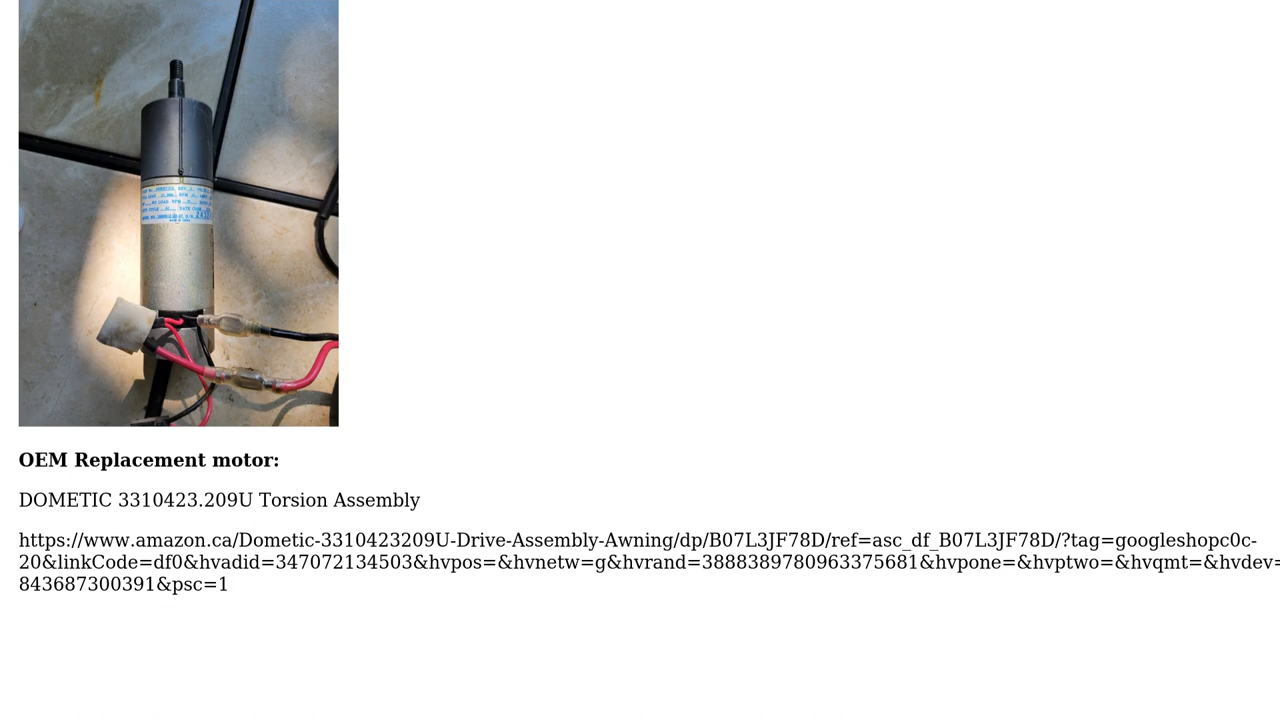 OEM Replacement motor:
DOMETIC 3310423.209U Torsion Assembly
https://www.amazon.ca/Dometic-3310423209U-Drive-Assembly-Awning/dp/B07L3JF78D/ref=asc_df_B07L3JF78D/?tag=googleshopc0c-
20&linkCode=df0&hvadid=347072134503&hvpos=&hvnetw=g&hvrand=3888389780963375681&hvpone=&hvptwo=&hvqmt=&hvdev=
843687300391&psc=1